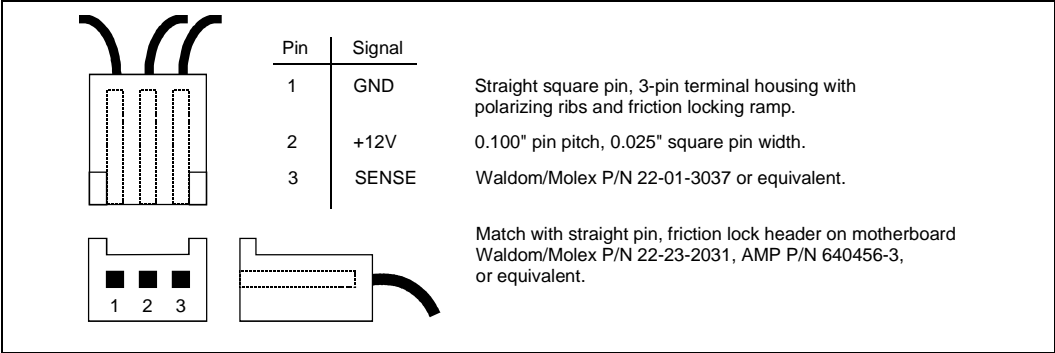 Pin Signal
1 GND Straight square pin, 3-pin terminal housing with
polarizing ribs and friction locking ramp.
2 +12V 0.100" pin pitch, 0.025" square pin width.
3 SENSE Waldom/Molex P/N 22-01-3037 or equivalent.
Match with straight pin, friction lock header on motherboard
Waldom/Molex P/N 22-23-2031, AMP P/N 640456-3,
or equivalent.
1 2 3